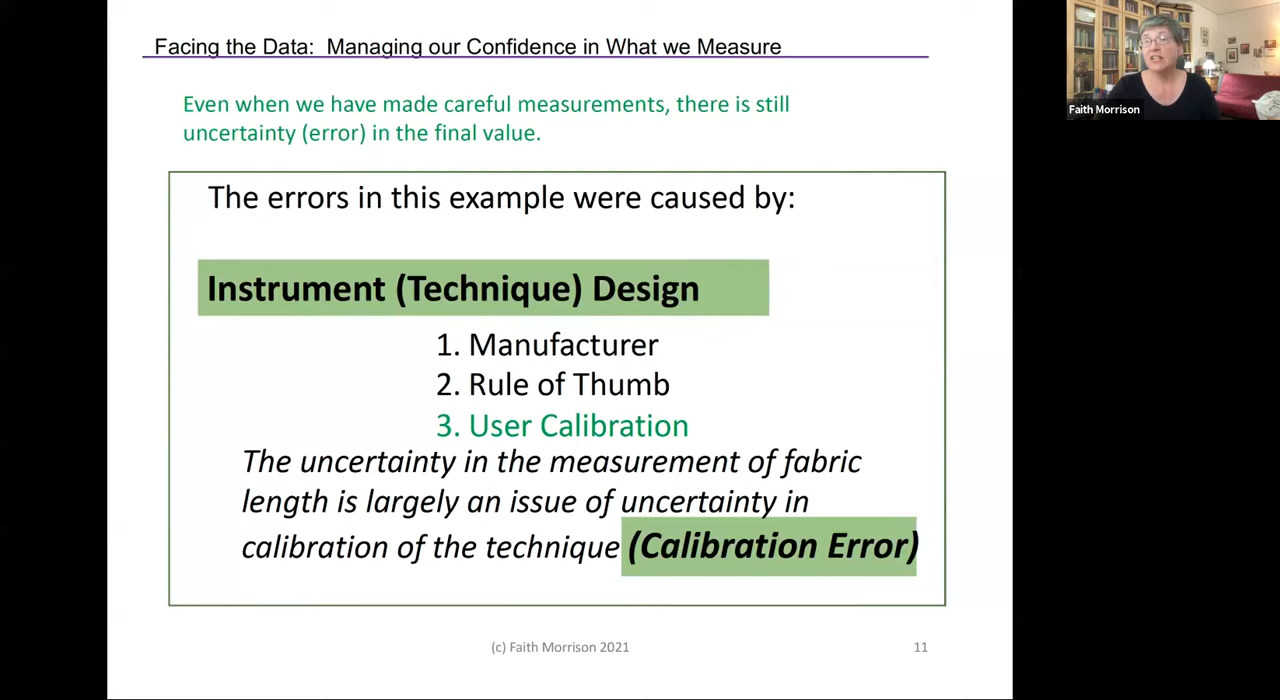 Facing the Data: Managing our Confidence in What we Measure
Even when we have made careful measurements, there is still
uncertainty (error) in the final value.
The errors in this example were caused by:
Instrument (Technique) Design
1. Manufacturer
2. Rule of Thumb
3. User Calibration
The uncertainty in the measurement of fabric
length is largely an issue of uncertainty in
calibration of the technique (Calibration Error)
(c) Faith Morrison 2021
11
Faith Morrison